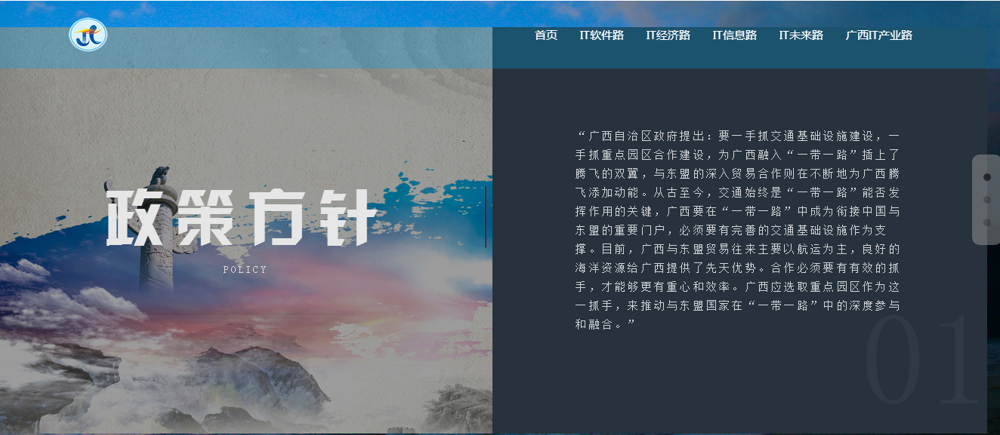 首页 IT软件路 IT经济路 IT信息路 IT未来路 广西IT产业路
政策方针
POLICY
“广西自治区政府提出：要一手抓交通基础设施建设，一
手抓重点园区合作建设，为广西融入“一带一路”插上了
腾飞的双翼，与东盟的深入贸易合作则在不断地为广西腾
飞添加动能。从古至今，交通始终是“一带一路”能否发
挥作用的关键，广西要在“一带一路”中成为衔接中国与
东盟的重要门户，必须要有完善的交通基础设施作为支
撑。目前，广西与东盟贸易往来主要以航运为主，良好的
海洋资源给广西提供了先天优势。合作必须要有有效的抓
手，才能够更有重心和效率。广西应选取重点园区作为这
一抓手，来推动与东盟国家在“一带一路”中的深度参与
和融合。”
01